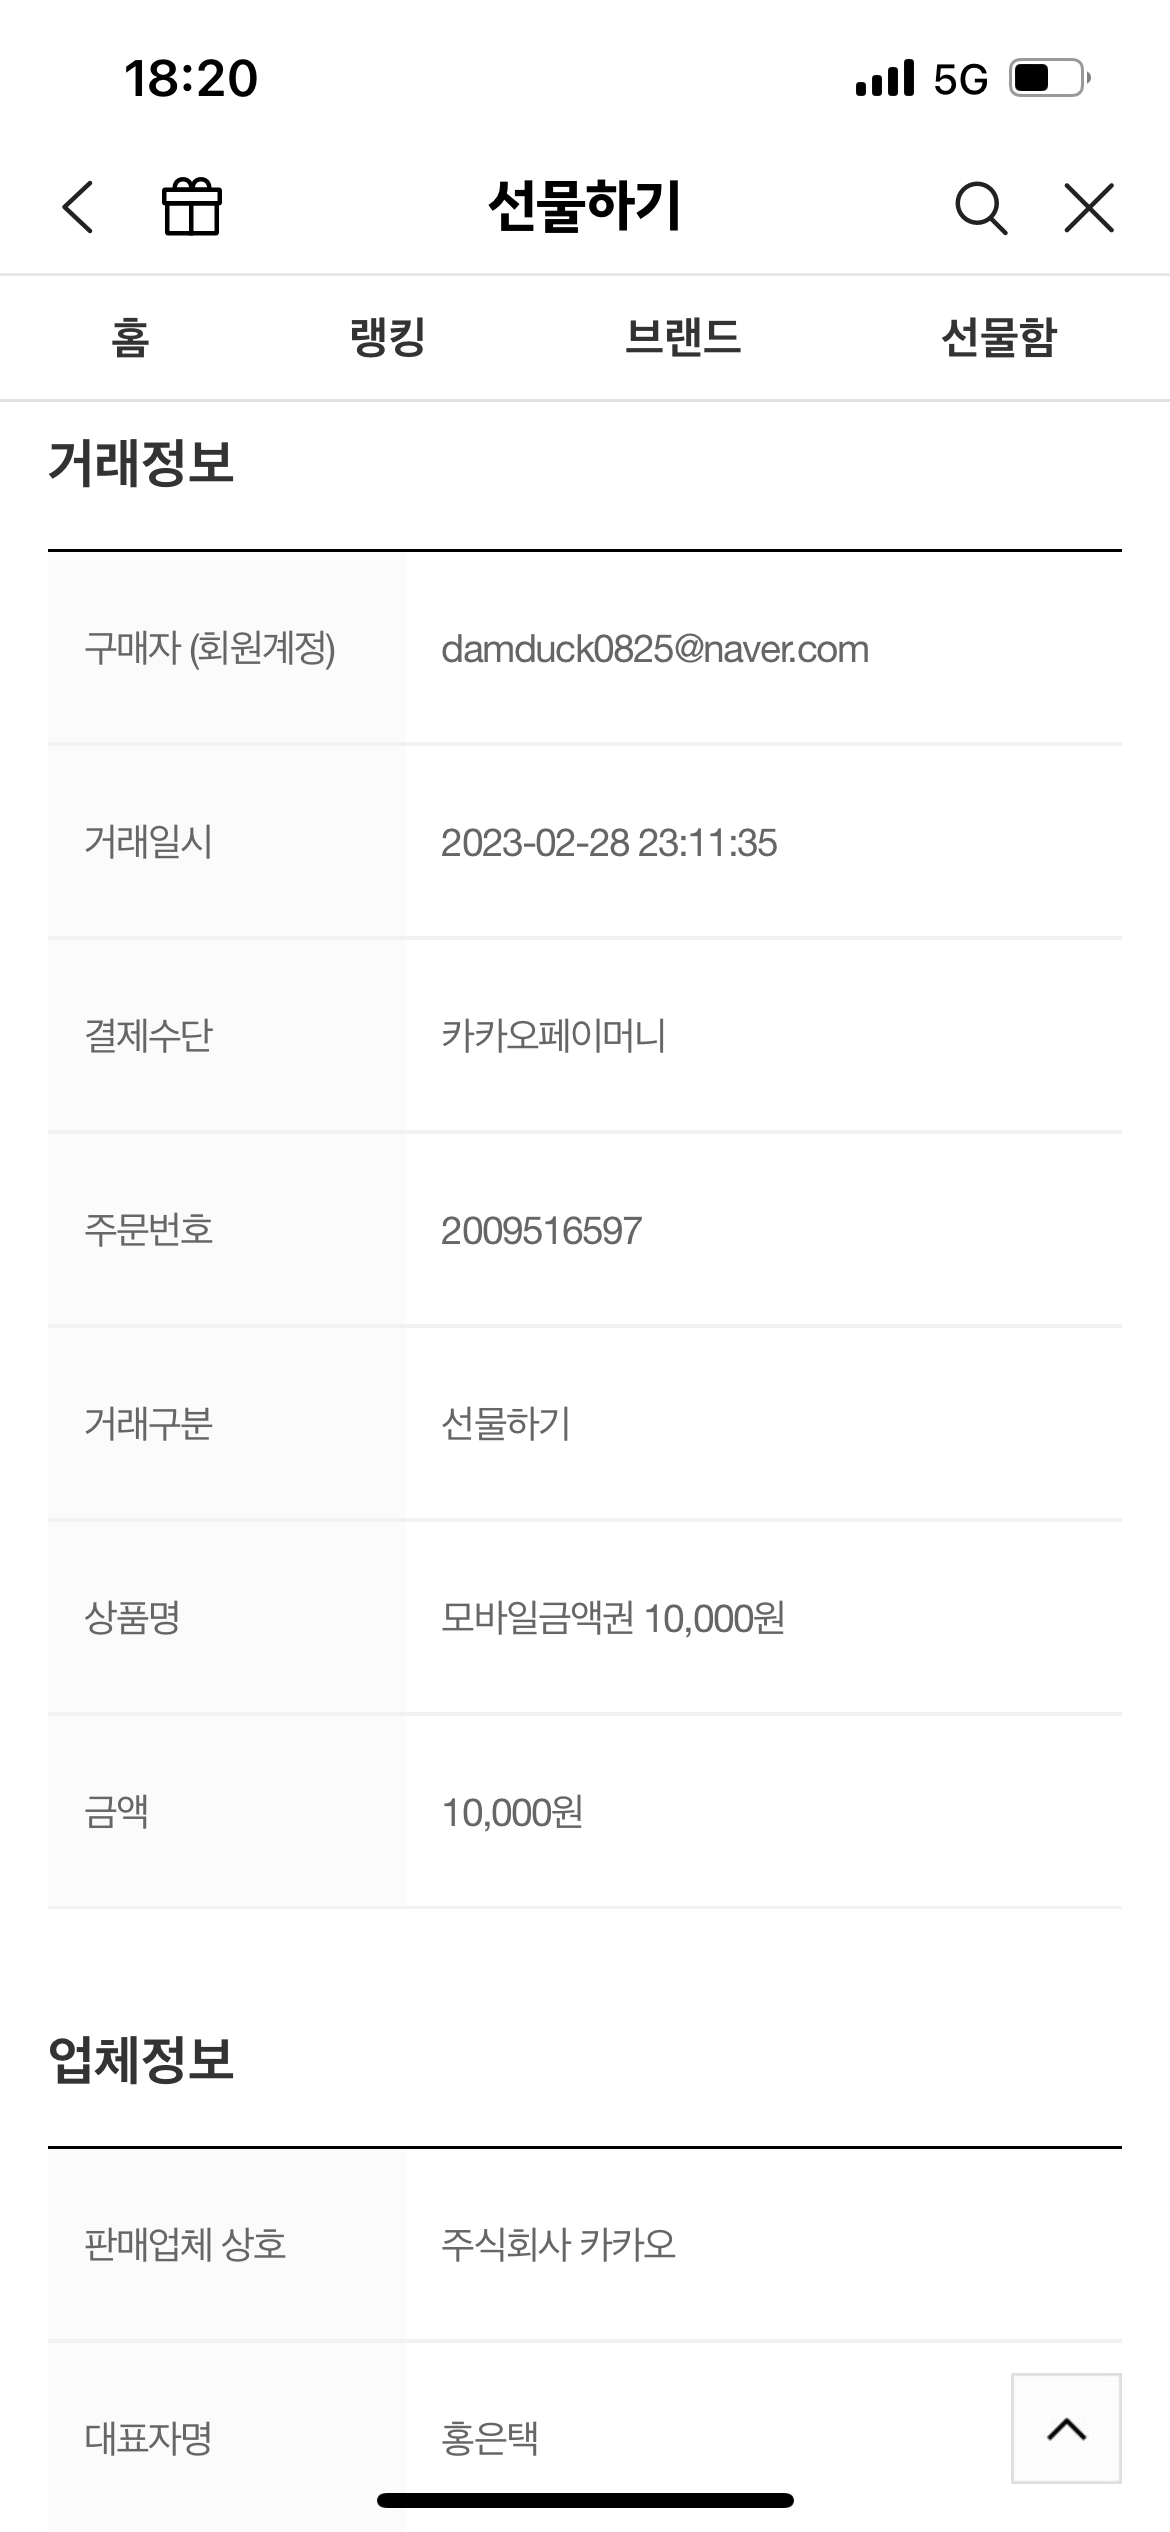 18:20
5G
선물하기
홈 랭킹 브랜드 선물함
거래정보
구매자 (회원계정) damduck0825@naver.com
거래일시 2023-02-28 23:11:35
결제수단 카카오페이머니
주문번호 2009516597
거래구분 선물하기
상품명 모바일금액권 10,000원
금액 10,000원
업체정보
판매업체 상호 주식회사 카카오
대표자명 홍은택